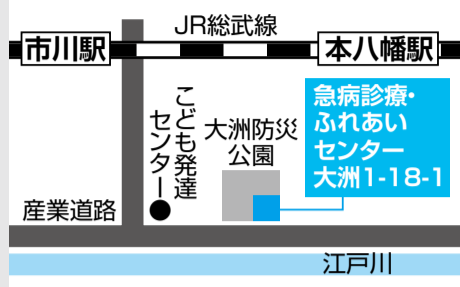 JR総武線
市川駅
本八幡駅
こども発達
センター
大洲防災
公園
急病診療・
ふれあい
センター
大洲1-18-1
産業道路
江戸川